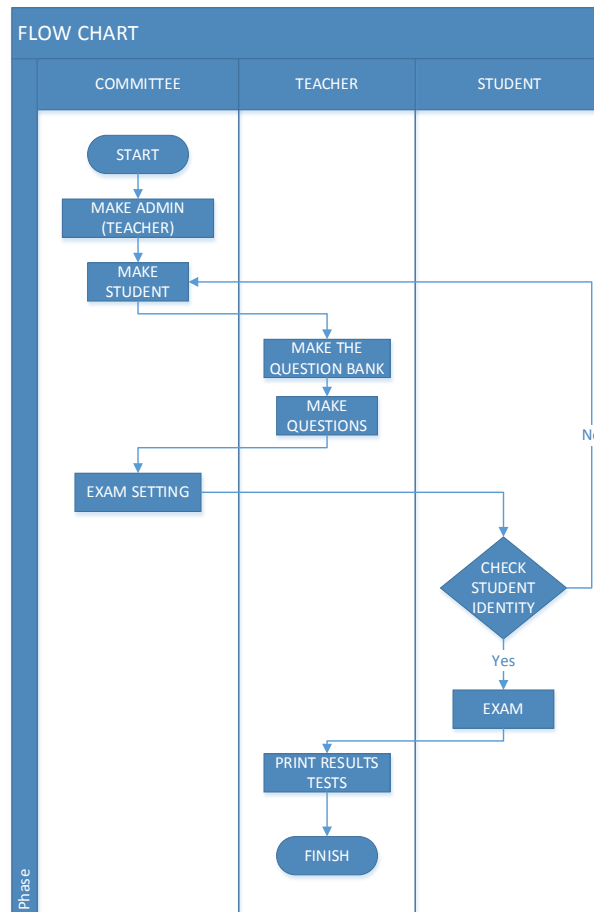 FLOW CHART
COMMITTEE
TEACHER
STUDENT
START
MAKE ADMIN
(TEACHER)
MAKE
STUDENT
MAKE THE
QUESTION BANK
MAKE
QUESTIONS
EXAM SETTING
CHECK
STUDENT
IDENTITY
Yes
EXAM
PRINT RESULTS
TESTS
FINISH
Phase